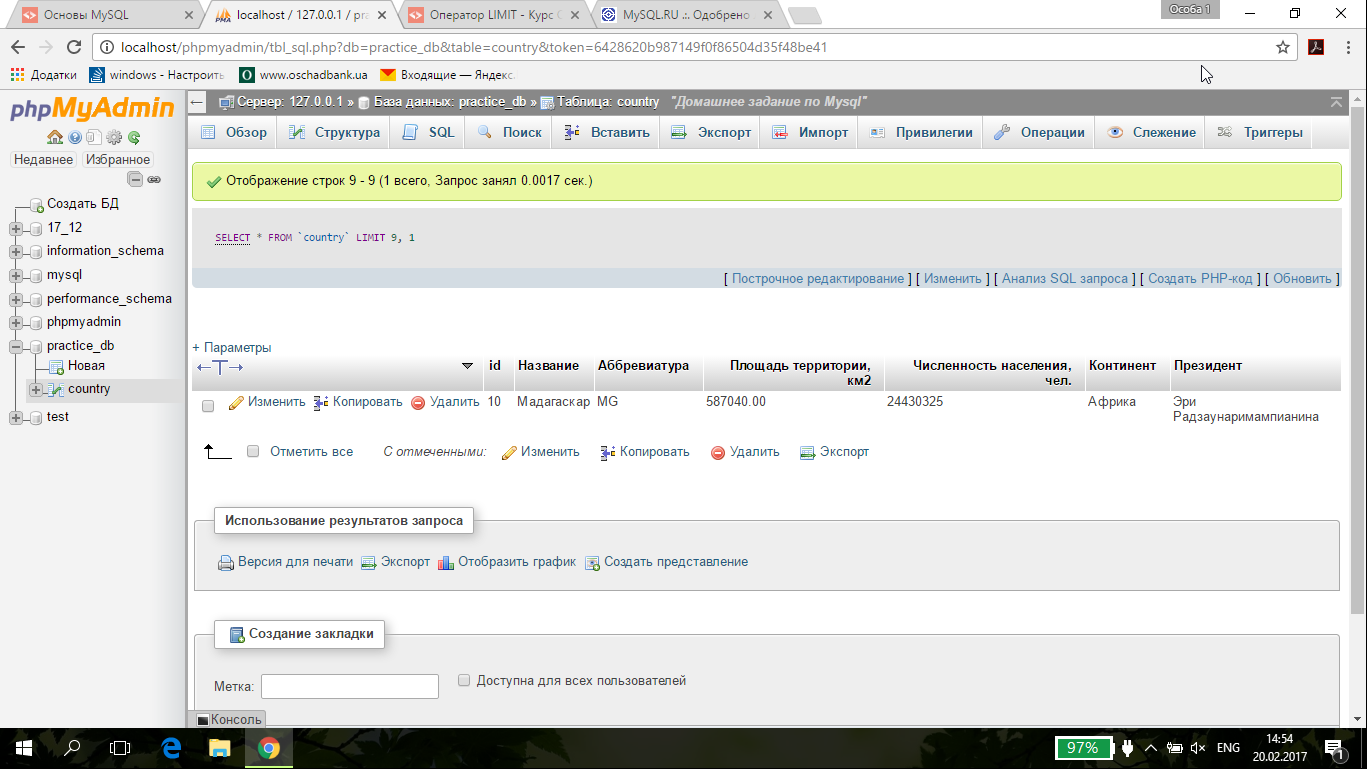 Основы MySQL
localhost / 127.0.0.1 / pra
Оператор LIMIT - Курс C
MySQL.RU .:. Одобрено
Особа 1
localhost/phpmyadmin/tbl_sql.php?db=practice_db&table=country&token=6428620b987149f0f86504d35f48be41
Додатки
windows - Настроить
www.oschadbank.ua
Входящие — Яндекс.
phpMyAdmin
Недавнее Избранное
Создать БД
17_12
information_schema
mysql
performance_schema
phpmyadmin
practice_db
Новая
country
test
Сервер: 127.0.0.1 » База данных: practice_db » Таблица: country "Домашнее задание по Mysql"
Обзор Структура SQL Поиск Вставить Экспорт Импорт Привилегии Операции Слежение Триггеры
Отображение строк 9 - 9 (1 всего, Запрос занял 0.0017 сек.)
SELECT * FROM `country` LIMIT 9, 1
[ Построчное редактирование ] [ Изменить ] [ Анализ SQL запроса ] [ Создать PHP-код ] [ Обновить ]
+ Параметры
←T→ id Название Аббревиатура Площадь территории, км2 Численность населения, чел. Континент Президент
Изменить Копировать Удалить 10 Мадагаскар MG 587040.00 24430325 Африка Эри Радзаунаримампианина
Отметить все С отмеченными: Изменить Копировать Удалить Экспорт
Использование результатов запроса
Версия для печати Экспорт Отобразить график Создать представление
Создание закладки
Метка: Доступна для всех пользователей
Консоль
97%
ENG
14:54
20.02.2017
1